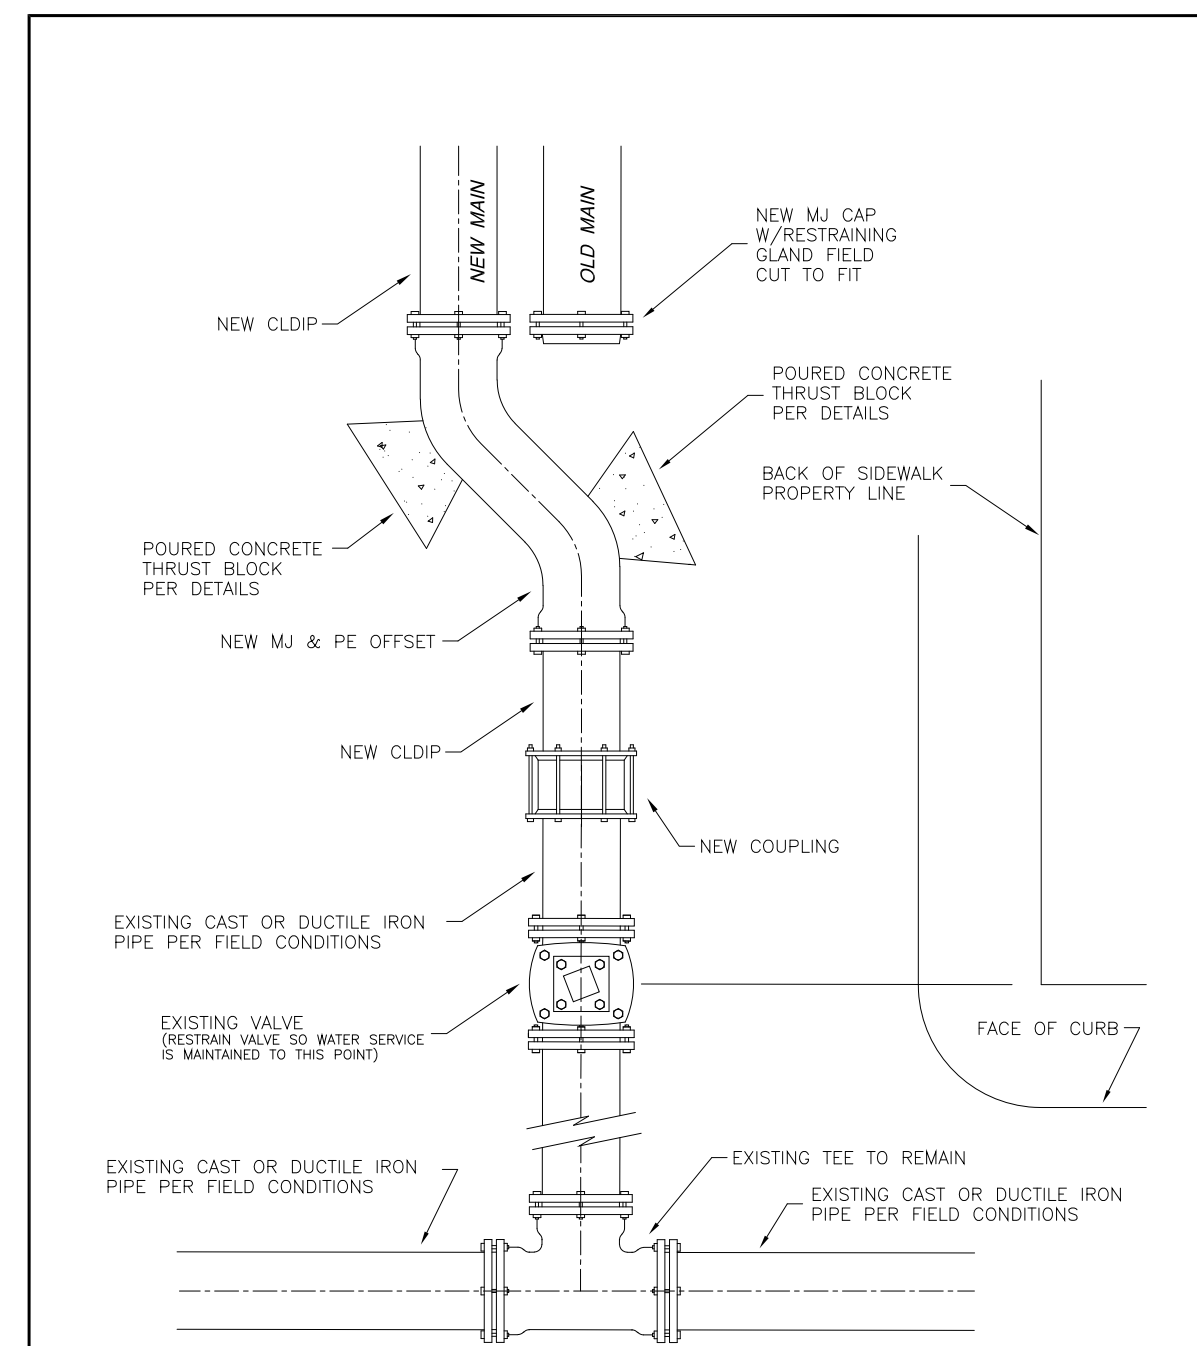 NEW MAIN
OLD MAIN
NEW MJ CAP
W/RESTRAINING
GLAND FIELD
CUT TO FIT
NEW CLDIP
POURED CONCRETE
THRUST BLOCK
PER DETAILS
BACK OF SIDEWALK
PROPERTY LINE
POURED CONCRETE
THRUST BLOCK
PER DETAILS
NEW MJ & PE OFFSET
NEW CLDIP
NEW COUPLING
EXISTING CAST OR DUCTILE IRON
PIPE PER FIELD CONDITIONS
EXISTING VALVE
(RESTRAIN VALVE SO WATER SERVICE
IS MAINTAINED TO THIS POINT)
FACE OF CURB
EXISTING CAST OR DUCTILE IRON
PIPE PER FIELD CONDITIONS
EXISTING TEE TO REMAIN
EXISTING CAST OR DUCTILE IRON
PIPE PER FIELD CONDITIONS